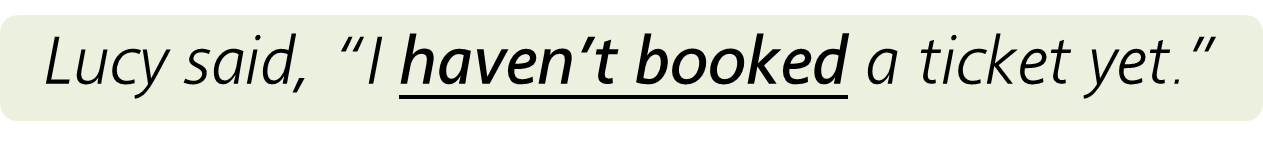 Lucy said, “I haven’t booked a ticket yet.”